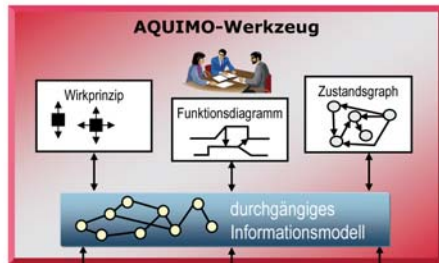 AQUIMO-Werkzeug
Wirkprinzip
Funktionsdiagramm
Zustandsgraph
durchgängiges
Informationsmodell